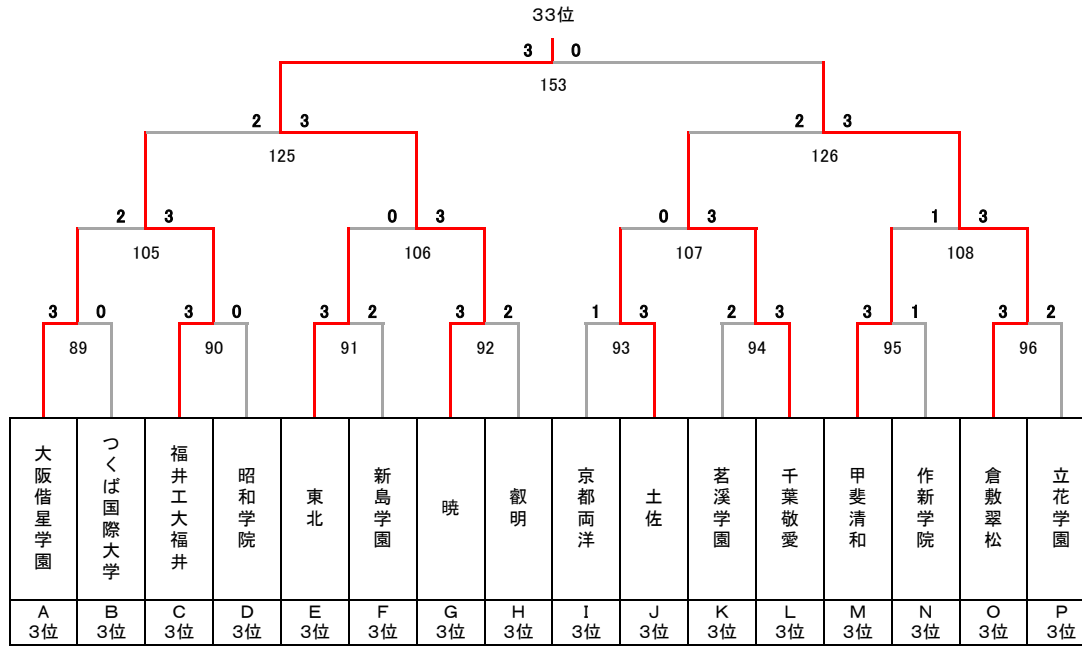 33位
3 0
153
2 3 2 3
125 126
2 3 0 3 0 3 1 3
105 106 107 108
3 0 3 0 3 2 3 2 1 3 2 3 3 1 3 2
89 90 91 92 93 94 95 96
大阪偕星学園
つくば国際大学
福井工大福井
昭和学院
東北
新島学園
暁
叡明
京都両洋
土佐
茗溪学園
千葉敬愛
甲斐清和
作新学院
倉敷翠松
立花学園
A B C D E F G H I J K L M N O P
3位 3位 3位 3位 3位 3位 3位 3位 3位 3位 3位 3位 3位 3位 3位 3位